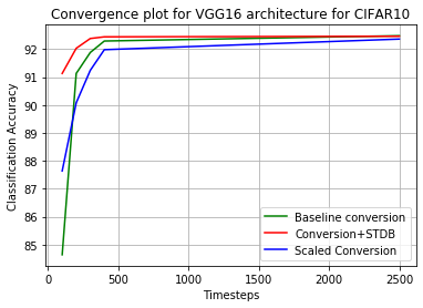 Convergence plot for VGG16 architecture for CIFAR10
92
91
90
89
88
87
86
85
Classification Accuracy
0
500
1000
1500
2000
2500
Timesteps
Baseline conversion
Conversion+STDB
Scaled Conversion